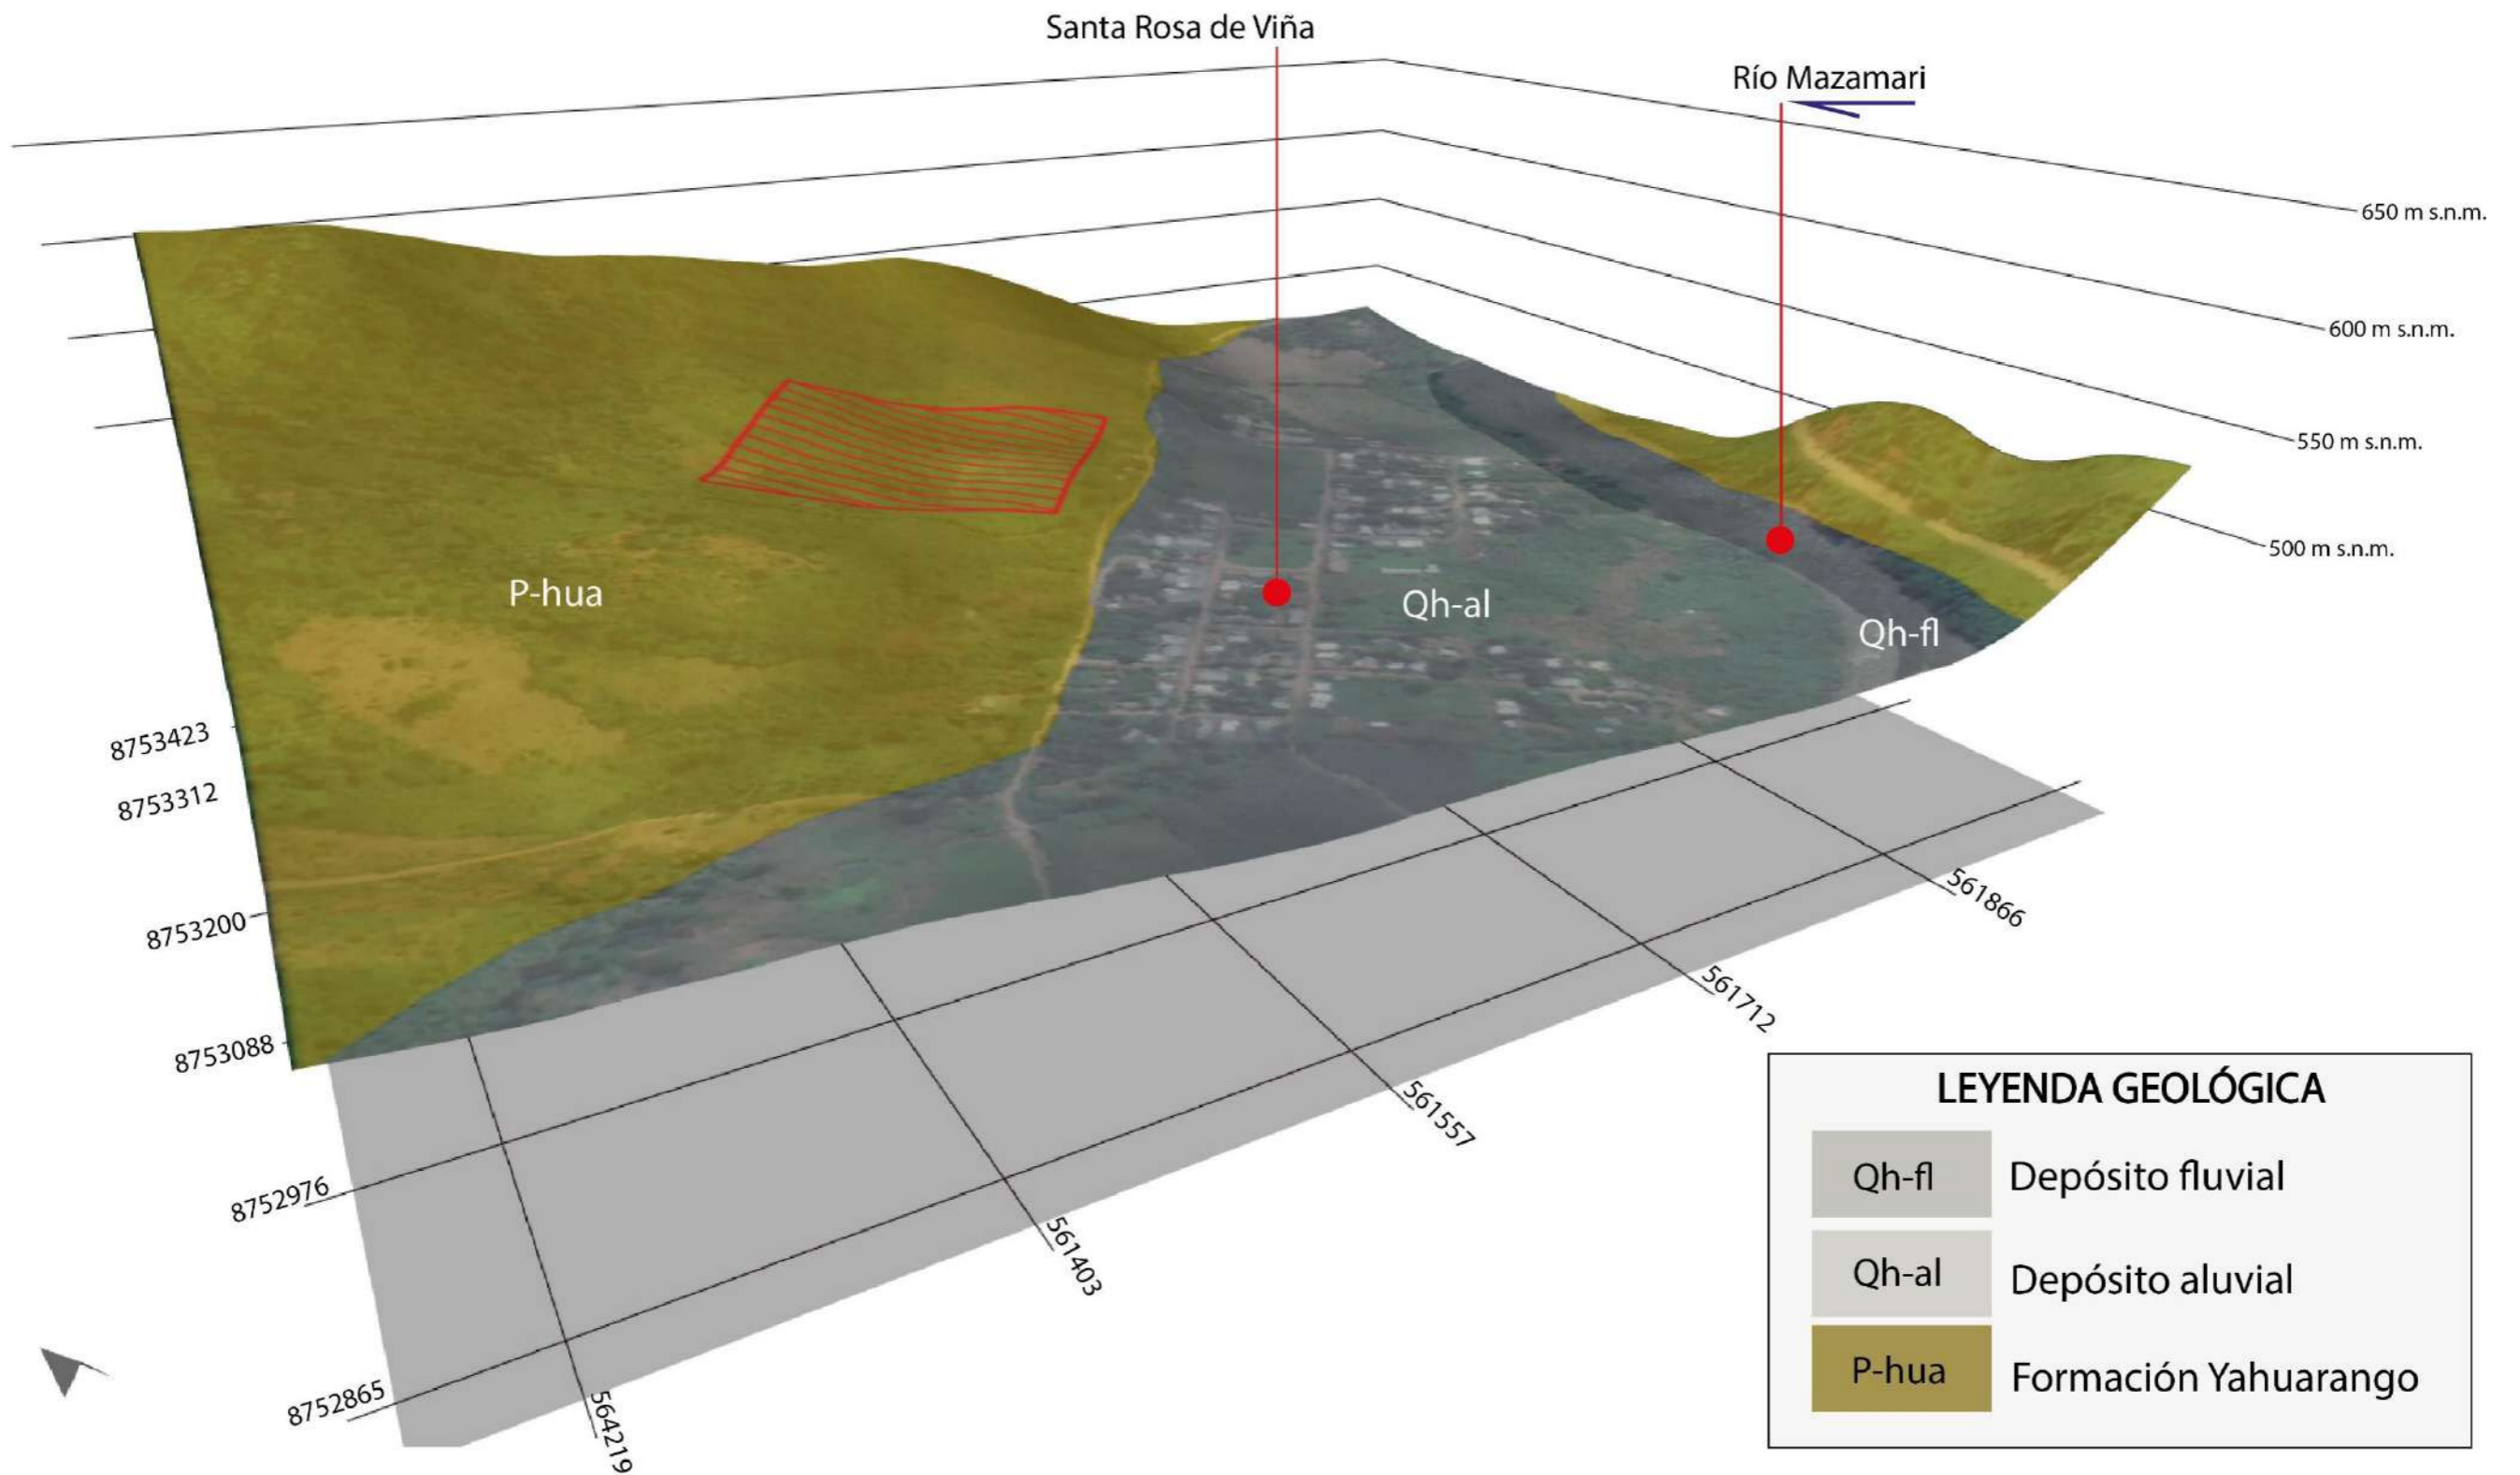 Santa Rosa de Viña
Río Mazamari
650 m s.n.m.
600 m s.n.m.
550 m s.n.m.
500 m s.n.m.
P-hua
Qh-al
Qh-fl
8753423
8753312
8753200
8753088
8752976
8752865
561866
561712
561557
561403
564219
LEYENDA GEOLÓGICA
Qh-fl Depósito fluvial
Qh-al Depósito aluvial
P-hua Formación Yahuarango